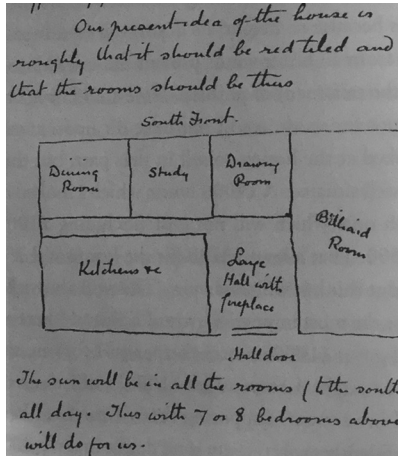 Our present idea of the house is
roughly that it should be red tiled and
that the rooms should be thus
South Front.
Dining
Room
Study
Drawing
Room
Billiard
Room
Kitchens &c
Large
Hall with
fireplace
Hall door
The sun will be in all the rooms (to the south
all day. This with 7 or 8 bedrooms above
will do for us.